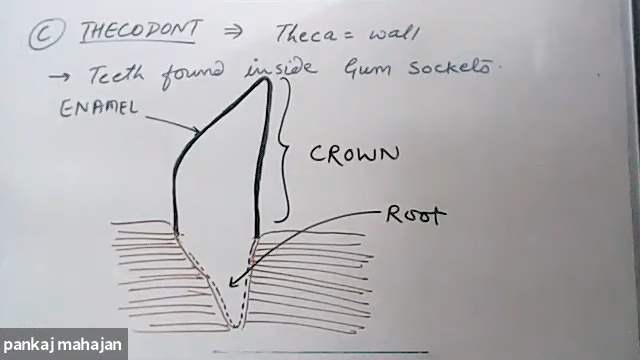 (C) THECODONT ⇒ Theca = wall
→ Teeth found inside Gum sockets.
ENAMEL
CROWN
Root
pankaj mahajan